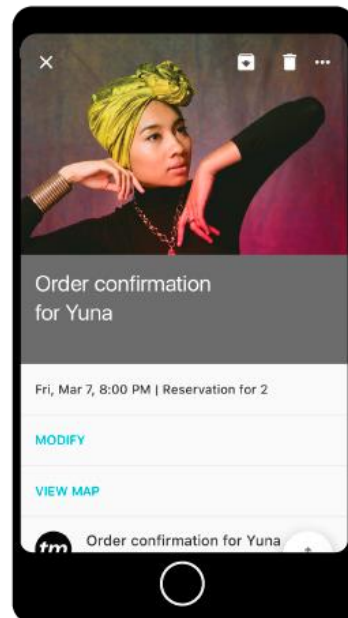 Order confirmation
for Yuna
Fri, Mar 7, 8:00 PM | Reservation for 2
MODIFY
VIEW MAP
tm
Order confirmation for Yuna